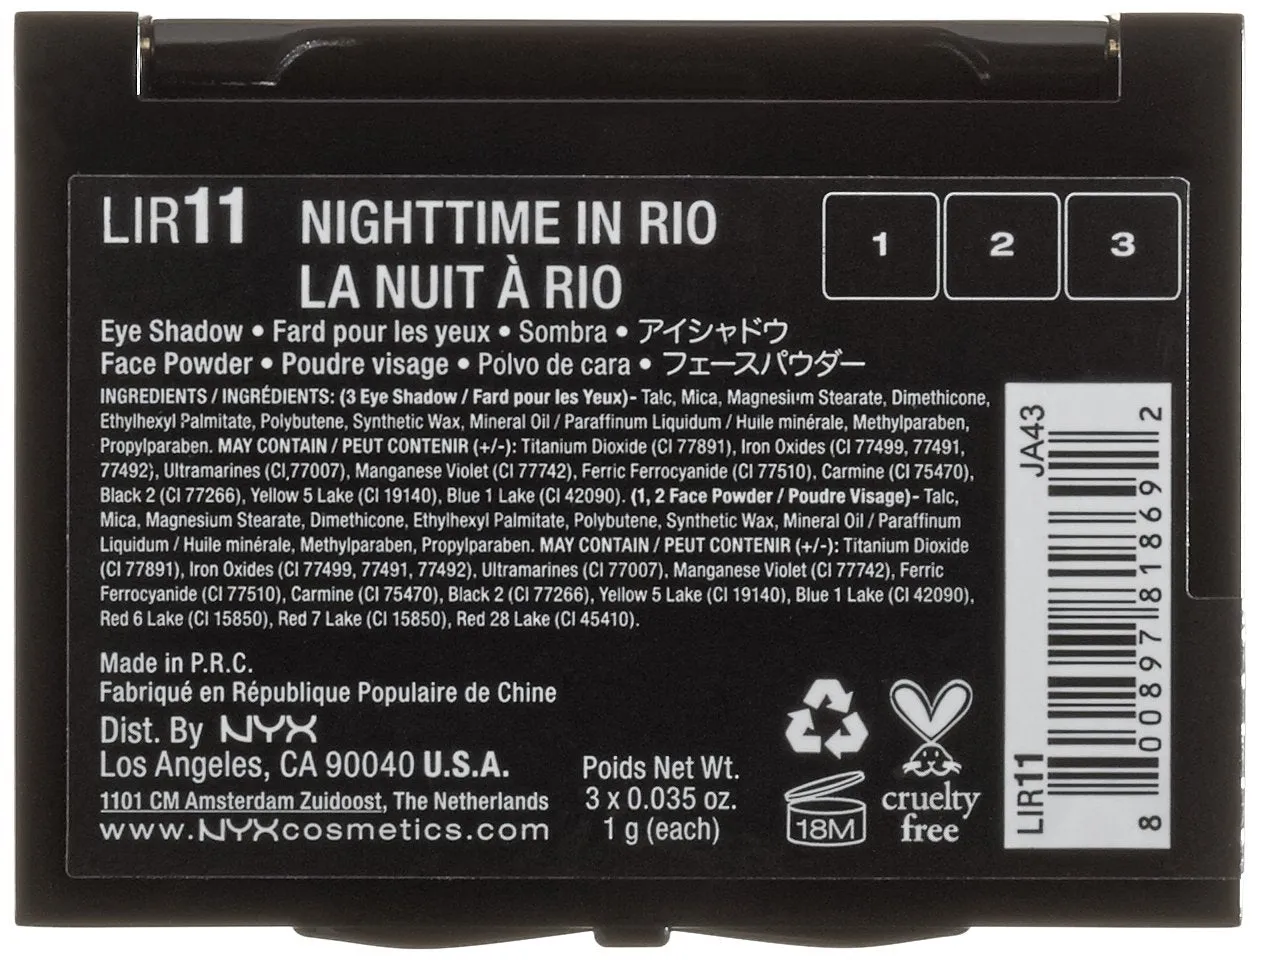 LIR11 NIGHTTIME IN RIO
LA NUIT À RIO
1 2 3
Eye Shadow • Fard pour les yeux • Sombra • アイシャドウ
Face Powder • Poudre visage • Polvo de cara • フェースパウダー
INGREDIENTS / INGRÉDIENTS: (3 Eye Shadow / Fard pour les Yeux)- Talc, Mica, Magnesium Stearate, Dimethicone,
Ethylhexyl Palmitate, Polybutene, Synthetic Wax, Mineral Oil / Paraffinum Liquidum / Huile minérale, Methylparaben,
Propylparaben. MAY CONTAIN / PEUT CONTENIR (+/-): Titanium Dioxide (CI 77891), Iron Oxides (CI 77499, 77491,
77492), Ultramarines (CI,77007), Manganese Violet (CI 77742), Ferric Ferrocyanide (CI 77510), Carmine (CI 75470),
Black 2 (CI 77266), Yellow 5 Lake (CI 19140), Blue 1 Lake (CI 42090). (1, 2 Face Powder / Poudre Visage)- Talc,
Mica, Magnesium Stearate, Dimethicone, Ethylhexyl Palmitate, Polybutene, Synthetic Wax, Mineral Oil / Paraffinum
Liquidum / Huile minérale, Methylparaben, Propylparaben. MAY CONTAIN / PEUT CONTENIR (+/-): Titanium Dioxide
(CI 77891), Iron Oxides (CI 77499, 77491, 77492), Ultramarines (CI 77007), Manganese Violet (CI 77742), Ferric
Ferrocyanide (CI 77510), Carmine (CI 75470), Black 2 (CI 77266), Yellow 5 Lake (CI 19140), Blue 1 Lake (CI 42090),
Red 6 Lake (CI 15850), Red 7 Lake (CI 15850), Red 28 Lake (CI 45410).
Made in P.R.C.
Fabriqué en République Populaire de Chine
Dist. By NYX
Los Angeles, CA 90040 U.S.A.
1101 CM Amsterdam Zuidoost, The Netherlands
www.NYXcosmetics.com
Poids Net Wt.
3 x 0.035 oz.
1 g (each)
18M
cruelty
free
LIR11 JA43
8 00897 81869 2